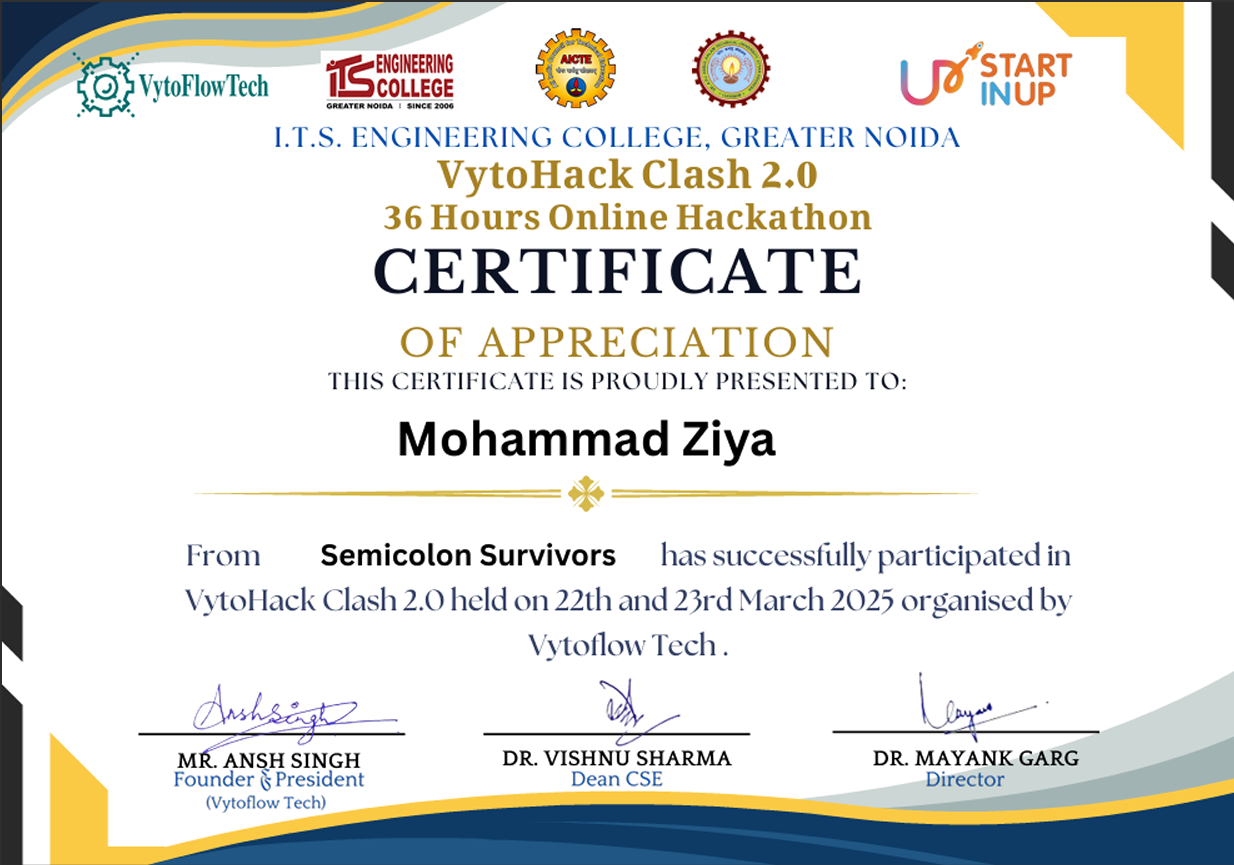 VytoFlowTech
ITS ENGINEERING COLLEGE
GREATER NOIDA | SINCE 2006
AICTE
START
INUP
I.T.S. ENGINEERING COLLEGE, GREATER NOIDA
VytoHack Clash 2.0
36 Hours Online Hackathon
CERTIFICATE
OF APPRECIATION
THIS CERTIFICATE IS PROUDLY PRESENTED TO:
Mohammad Ziya
From Semicolon Survivors has successfully participated in
VytoHack Clash 2.0 held on 22th and 23rd March 2025 organised by
Vytoflow Tech .
AnshSingh
MR. ANSH SINGH
Founder & President
(Vytoflow Tech)
DR. VISHNU SHARMA
Dean CSE
DR. MAYANK GARG
Director